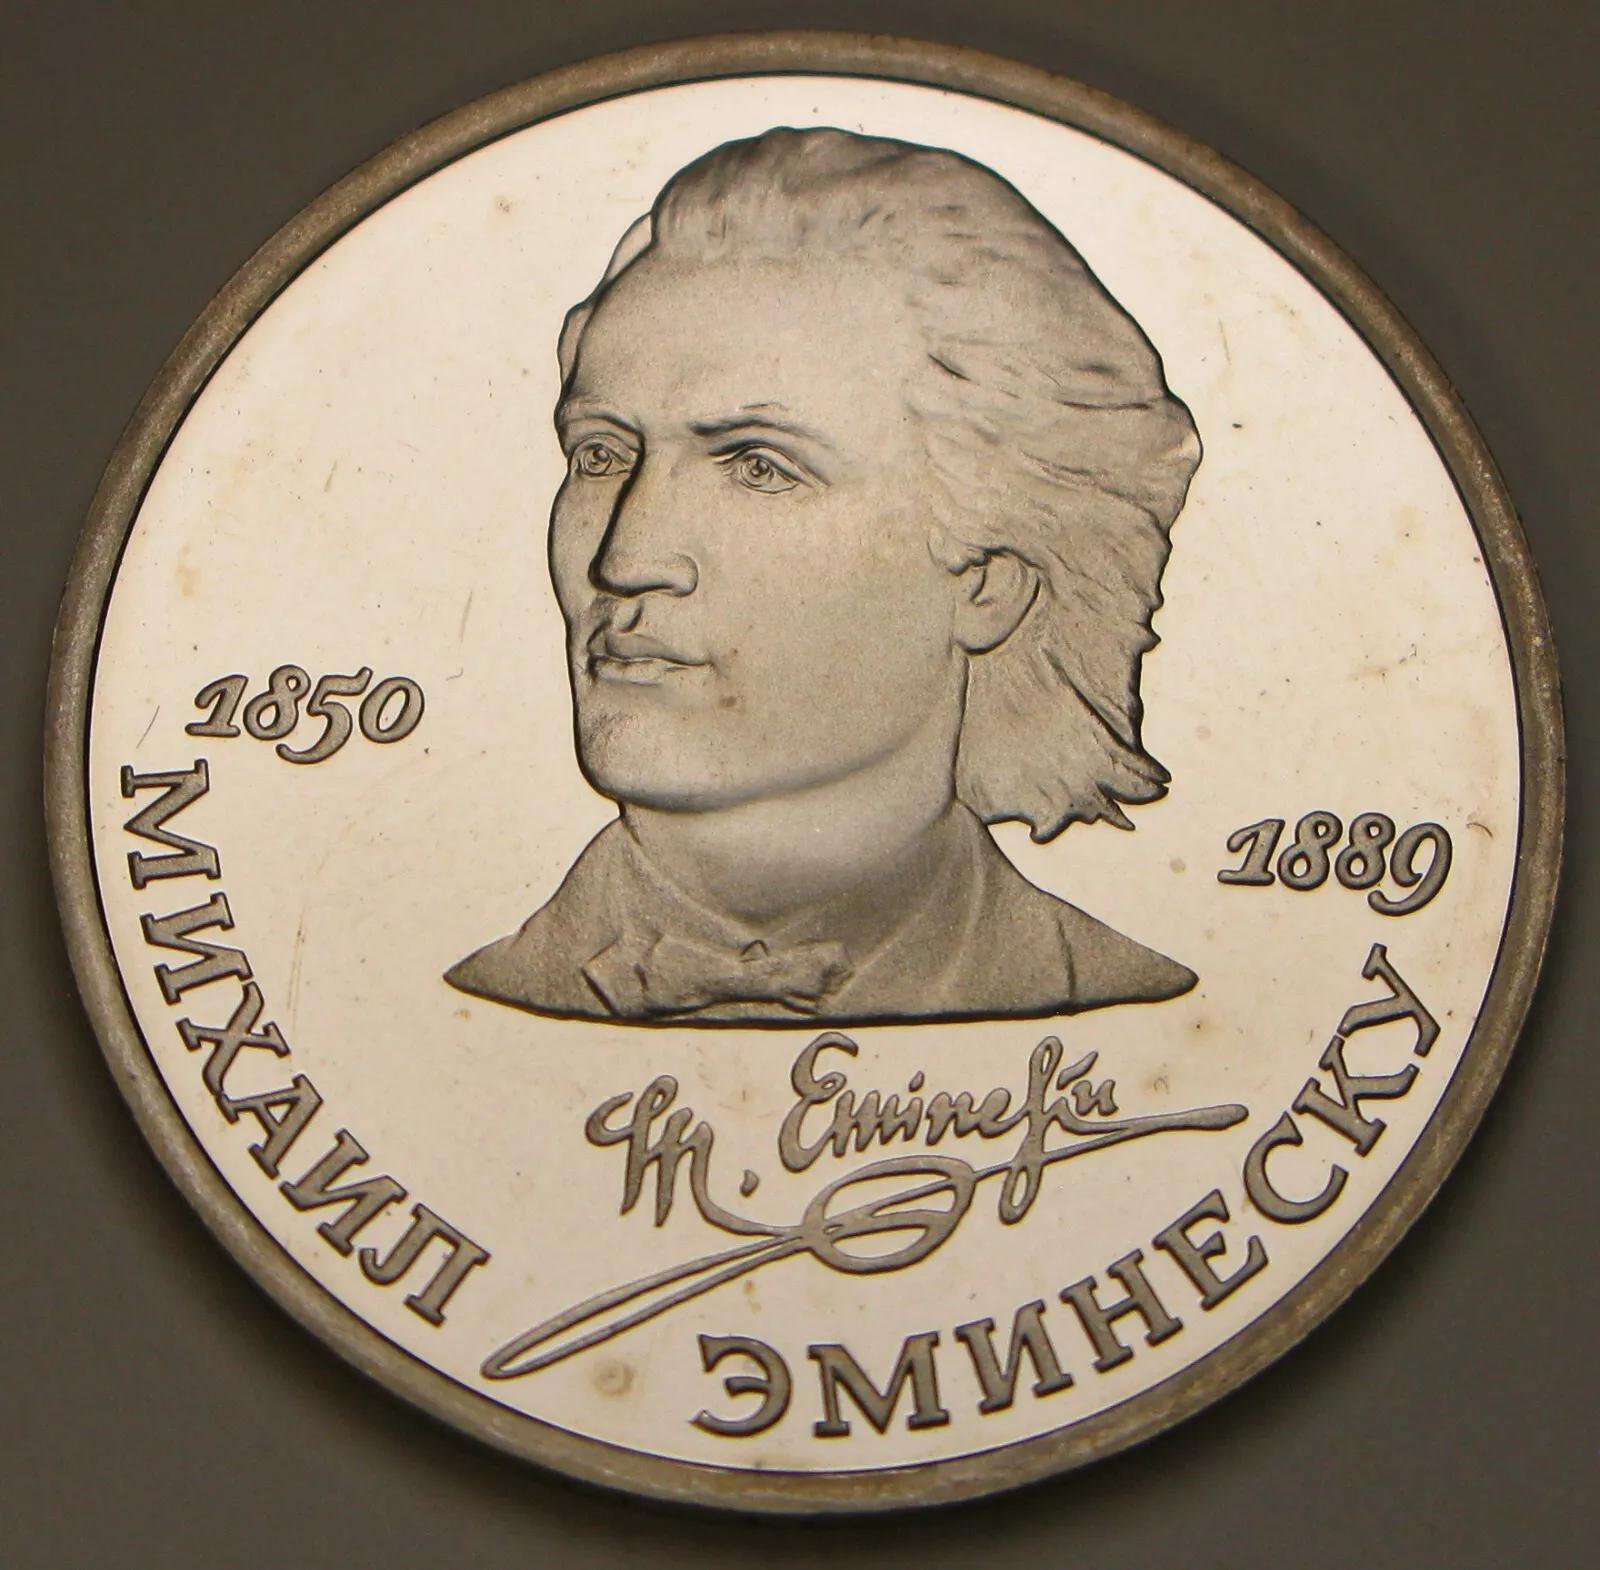 1850
1889
М. Eminescu
МИХАИЛ ЭМИНЕСКУ